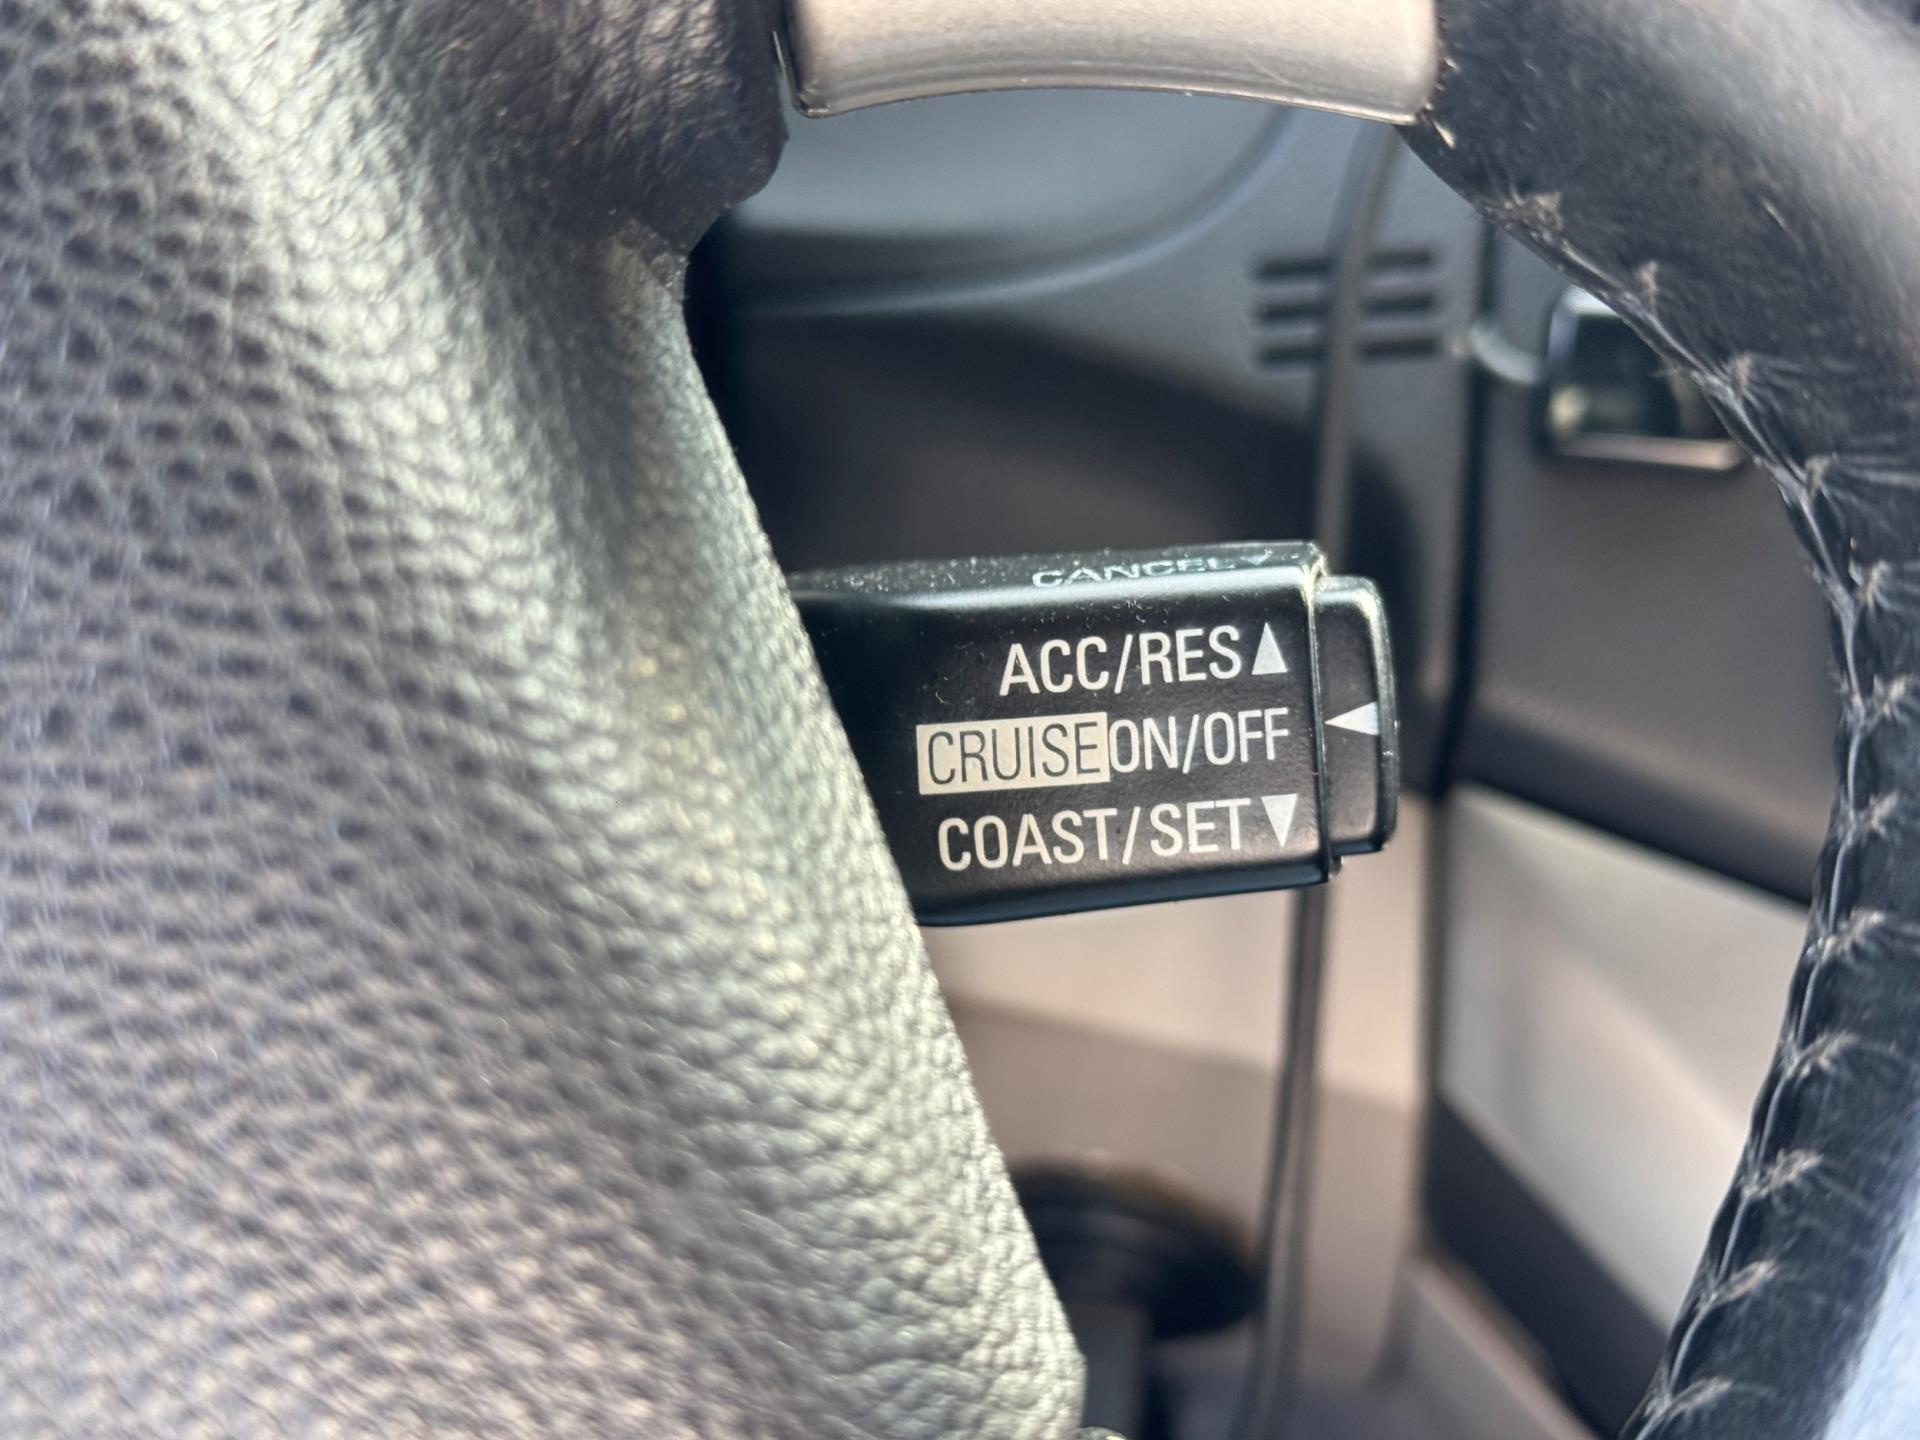 CANCEL▼
ACC/RES▲
CRUISE ON/OFF ◀
COAST/SET▼